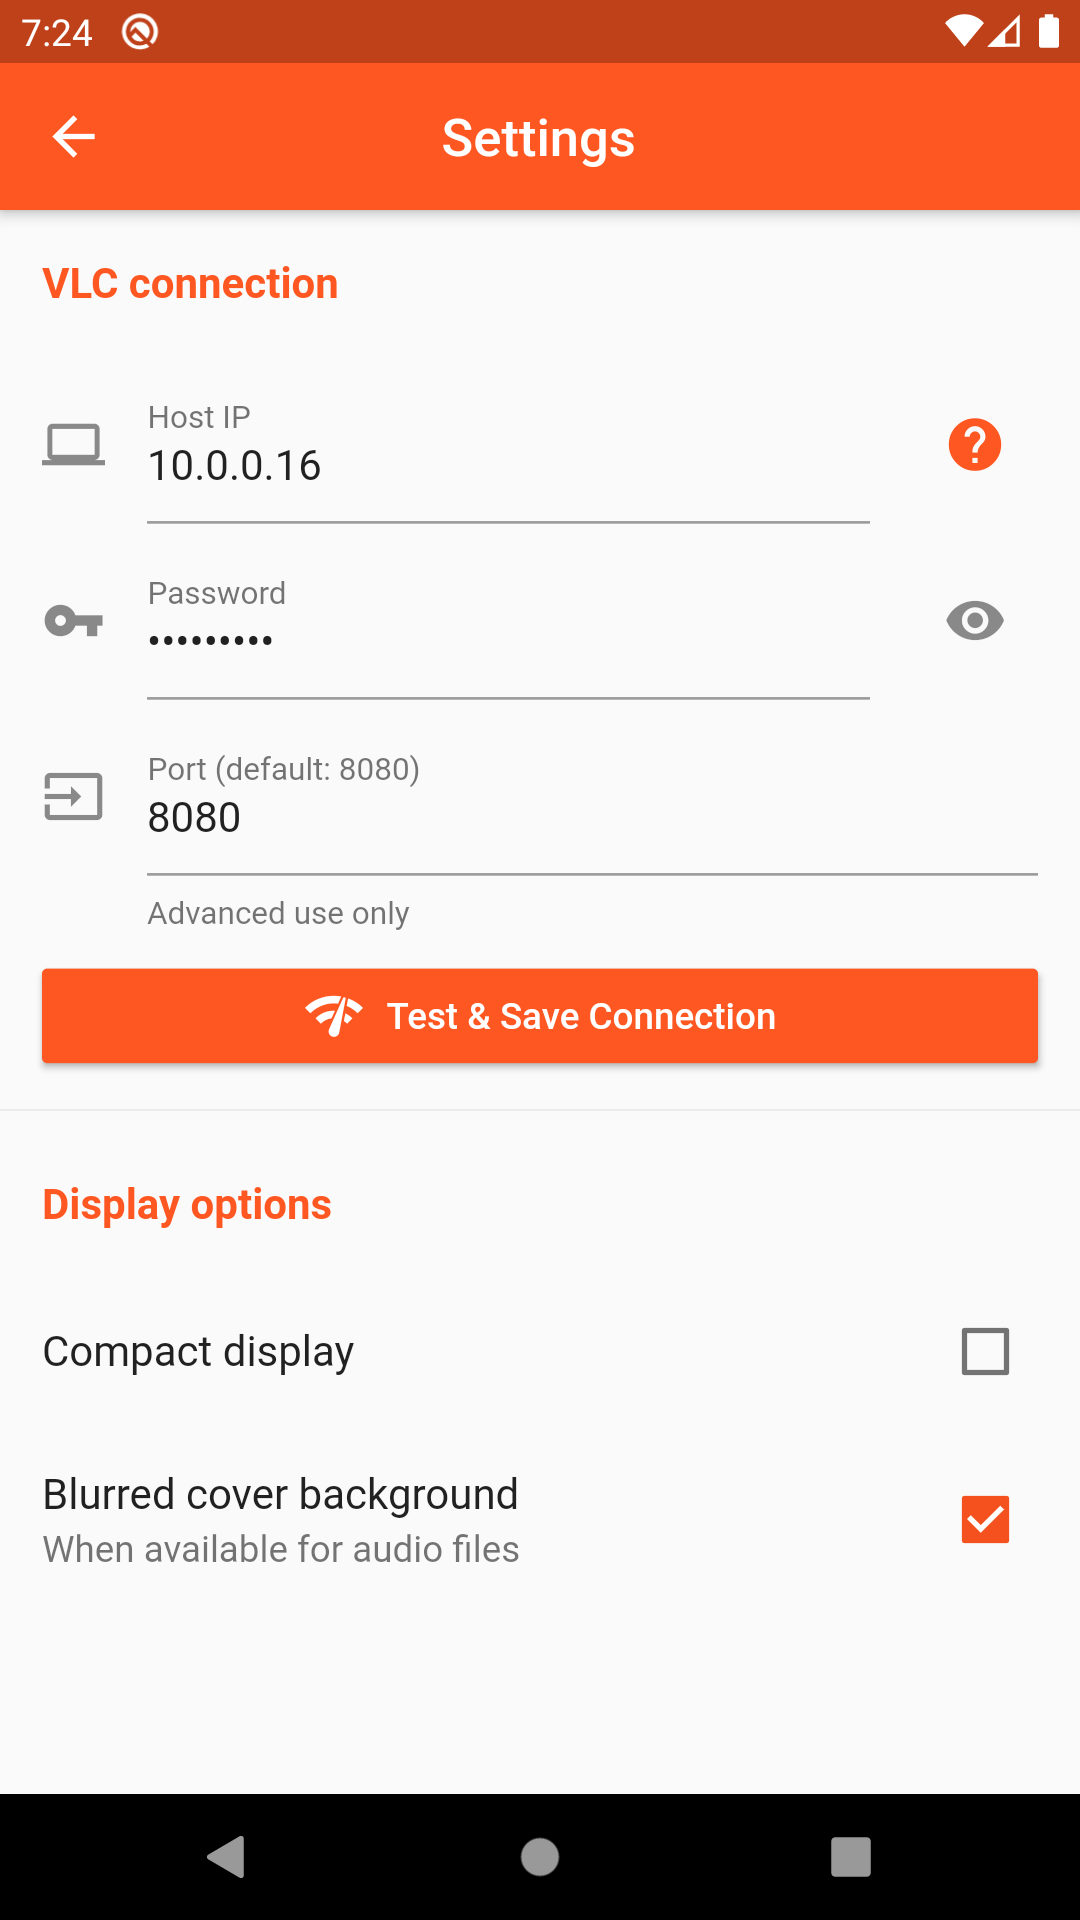 7:24
Settings
VLC connection
Host IP
10.0.0.16
Password
•••••••••
Port (default: 8080)
8080
Advanced use only
Test & Save Connection
Display options
Compact display
Blurred cover background
When available for audio files